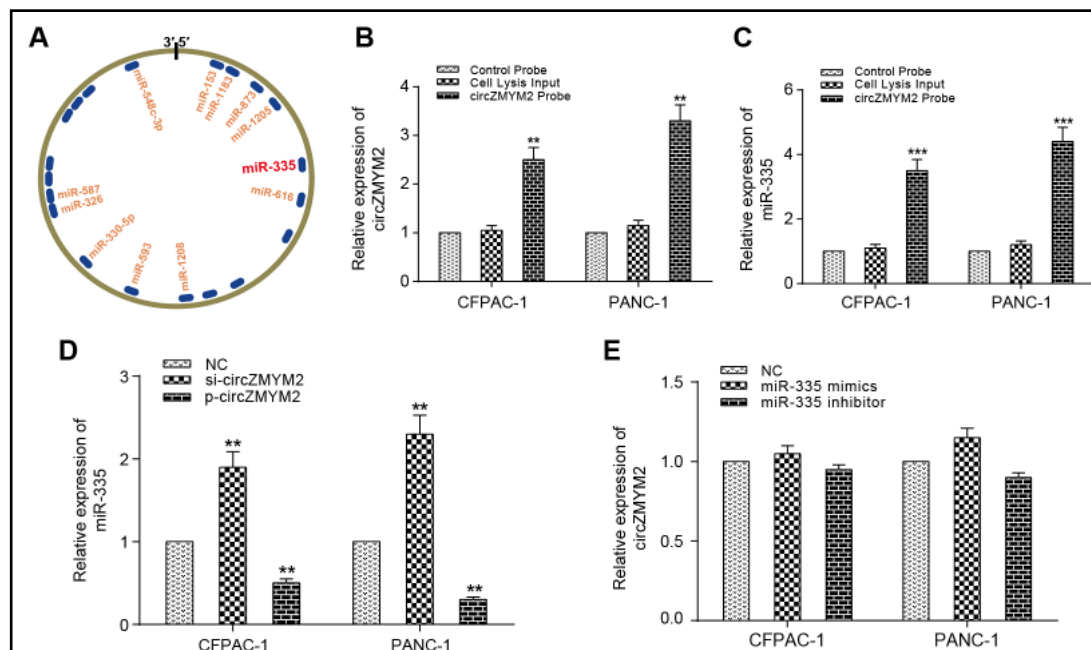 A
3' 5'
miR-548c-3p
miR-153
miR-1183
miR-873
miR-1205
miR-335
miR-616
miR-587
miR-326
miR-330-5p
miR-593
miR-1208
B
Control Probe
Cell Lysis Input
circZMYM2 Probe
Relative expression of
circZMYM2
4
3
2
1
0
**
**
CFPAC-1
PANC-1
C
Control Probe
Cell Lysis Input
circZMYM2 Probe
Relative expression of
miR-335
6
4
2
0
***
***
CFPAC-1
PANC-1
D
NC
si-circZMYM2
p-circZMYM2
Relative expression of
miR-335
3
2
1
0
**
**
**
**
CFPAC-1
PANC-1
E
NC
miR-335 mimics
miR-335 inhibitor
Relative expression of
circZMYM2
1.5
1.0
0.5
0.0
CFPAC-1
PANC-1